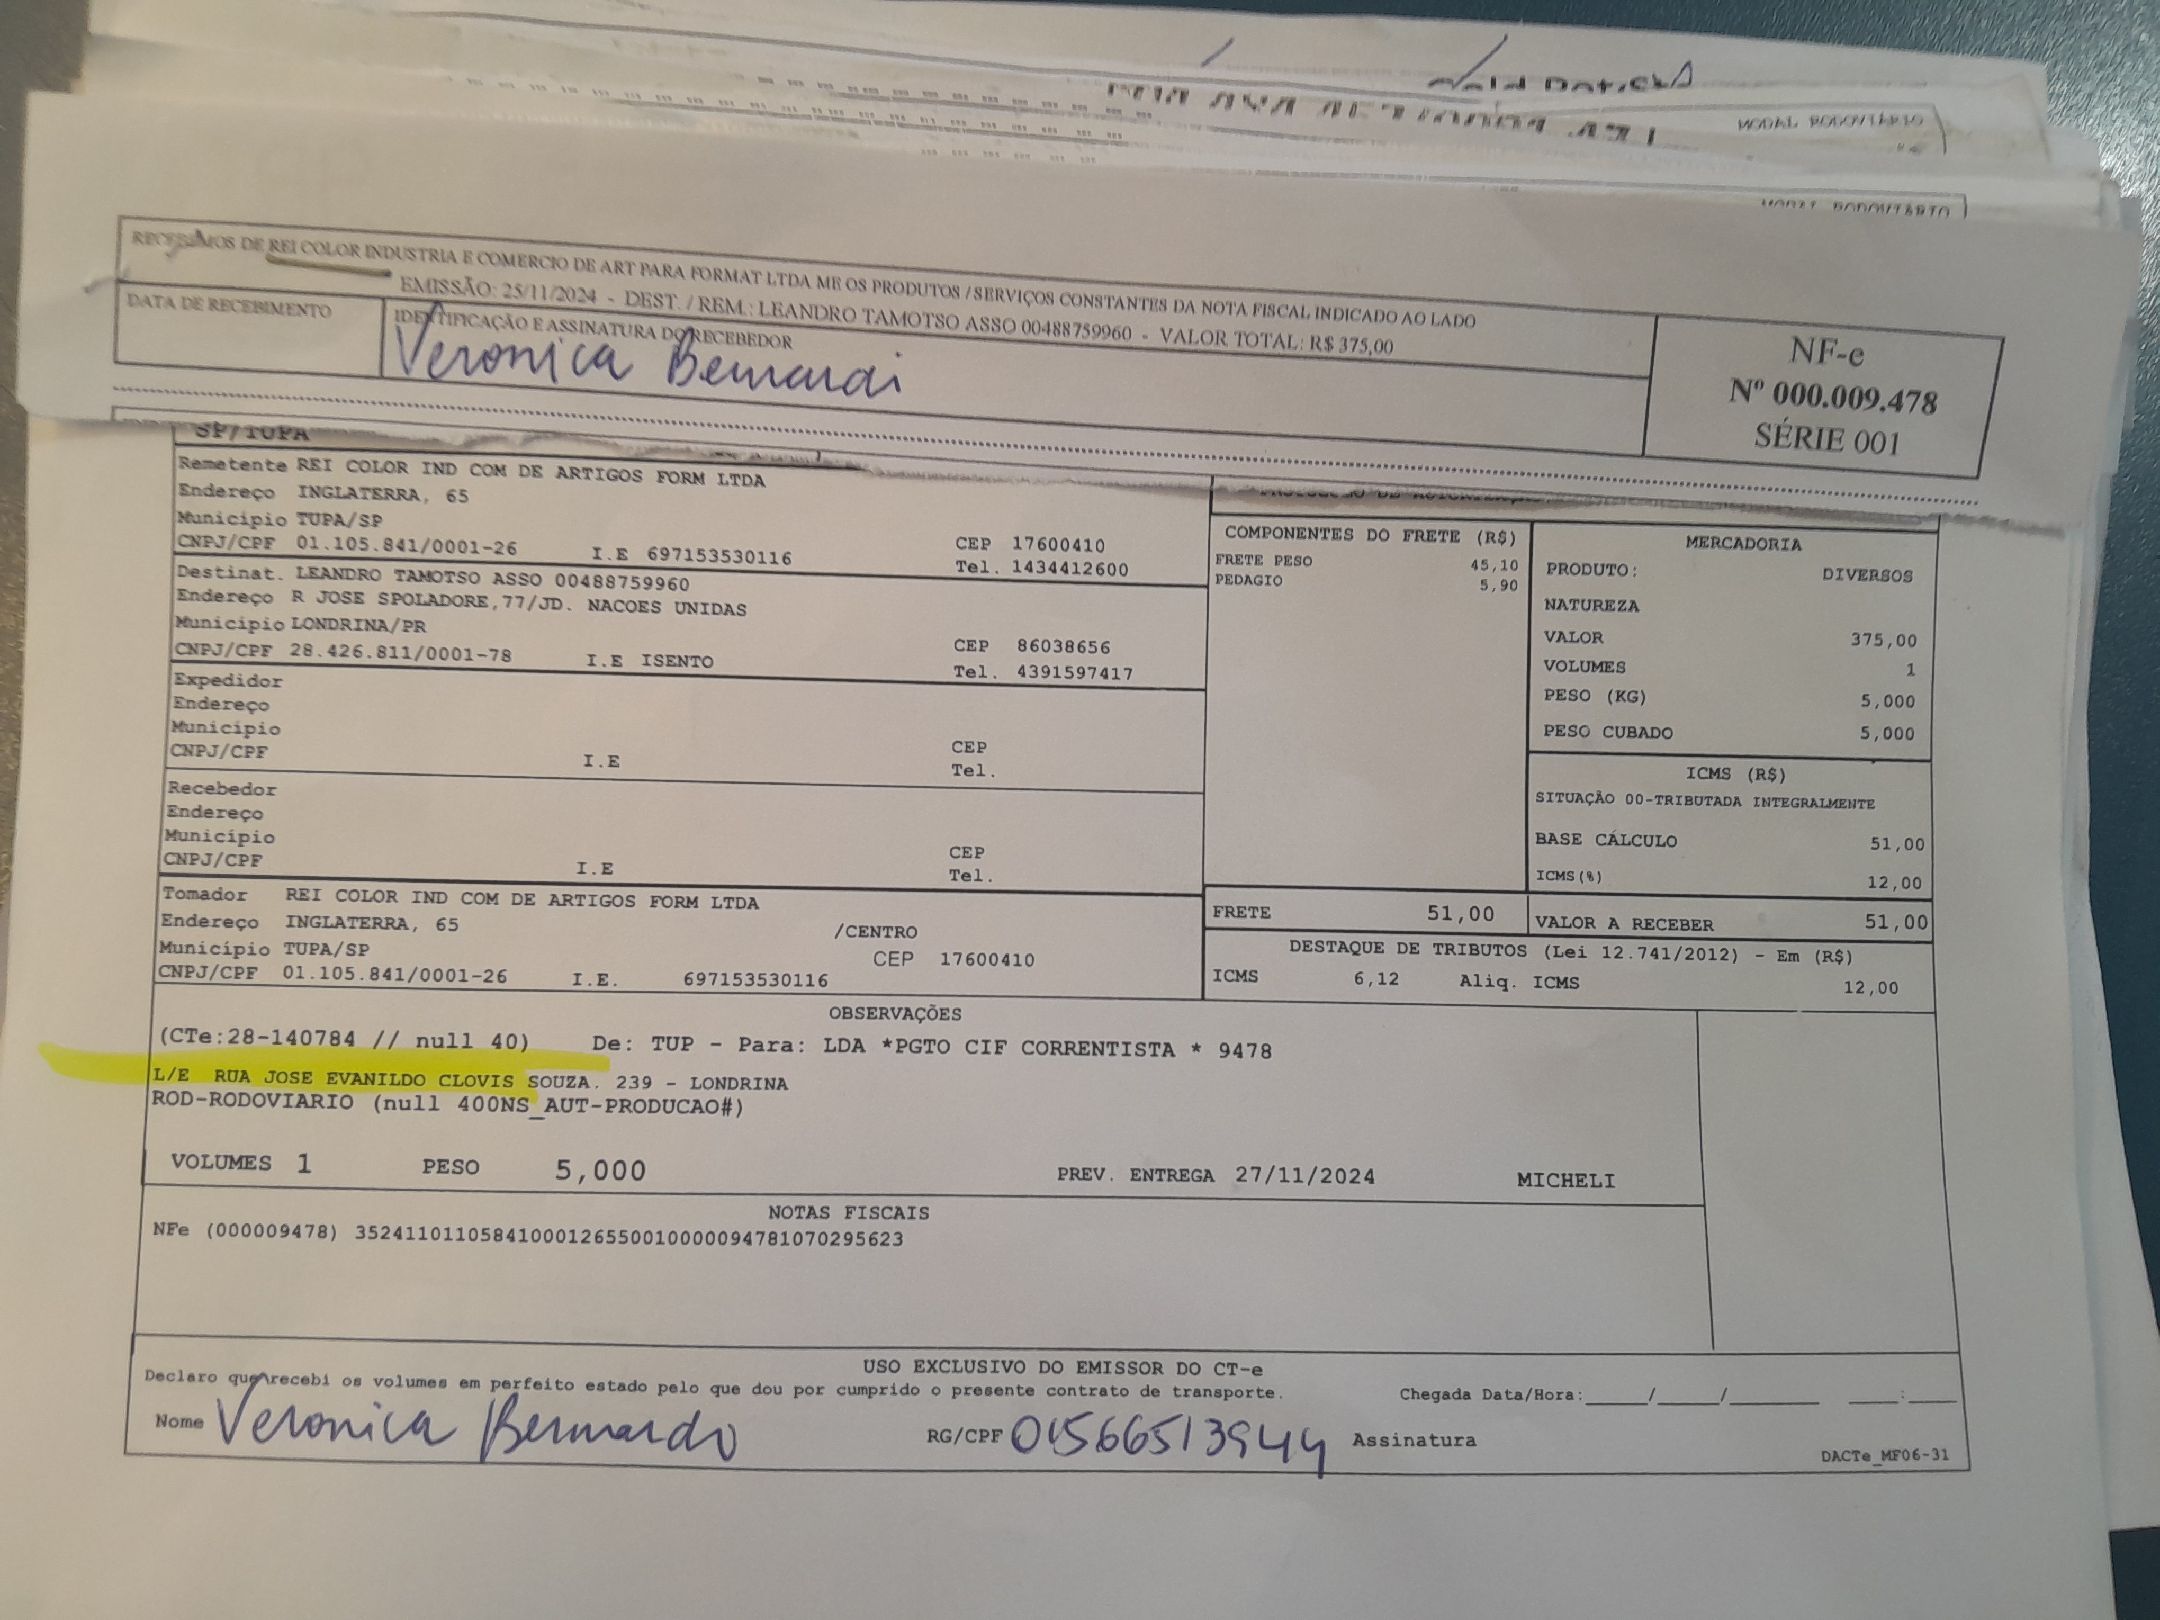 MODAL RODOVIÁRIO
MODAL RODOVIÁRIO
RECEBEMOS DE REI COLOR INDUSTRIA E COMERCIO DE ART PARA FORMAT LTDA ME OS PRODUTOS / SERVIÇOS CONSTANTES DA NOTA FISCAL INDICADO AO LADO
EMISSÃO: 25/11/2024 - DEST. / REM.: LEANDRO TAMOTSO ASSO 00488759960 - VALOR TOTAL: R$ 375,00
DATA DE RECEBIMENTO
IDENTIFICAÇÃO E ASSINATURA DO RECEBEDOR
Veronica Bernardi
NF-e
Nº 000.009.478
SÉRIE 001
SP/TUPA
Remetente REI COLOR IND COM DE ARTIGOS FORM LTDA
Endereço INGLATERRA, 65
Município TUPA/SP
CNPJ/CPF 01.105.841/0001-26 I.E 697153530116 CEP 17600410
Tel. 1434412600
Destinat. LEANDRO TAMOTSO ASSO 00488759960
Endereço R JOSE SPOLADORE,77/JD. NACOES UNIDAS
Município LONDRINA/PR
CNPJ/CPF 28.426.811/0001-78 I.E ISENTO CEP 86038656
Tel. 4391597417
Expedidor
Endereço
Município
CNPJ/CPF I.E CEP
Tel.
Recebedor
Endereço
Município
CNPJ/CPF I.E CEP
Tel.
Tomador REI COLOR IND COM DE ARTIGOS FORM LTDA
Endereço INGLATERRA, 65 /CENTRO
Município TUPA/SP CEP 17600410
CNPJ/CPF 01.105.841/0001-26 I.E. 697153530116
COMPONENTES DO FRETE (R$)
FRETE PESO 45,10
PEDAGIO 5,90
MERCADORIA
PRODUTO: DIVERSOS
NATUREZA
VALOR 375,00
VOLUMES 1
PESO (KG) 5,000
PESO CUBADO 5,000
ICMS (R$)
SITUAÇÃO 00-TRIBUTADA INTEGRALMENTE
BASE CÁLCULO 51,00
ICMS(%) 12,00
FRETE 51,00
VALOR A RECEBER 51,00
DESTAQUE DE TRIBUTOS (Lei 12.741/2012) - Em (R$)
ICMS 6,12 Aliq. ICMS 12,00
OBSERVAÇÕES
(CTe:28-140784 // null 40) De: TUP - Para: LDA *PGTO CIF CORRENTISTA * 9478
L/E RUA JOSE EVANILDO CLOVIS SOUZA. 239 - LONDRINA
ROD-RODOVIARIO (null 400NS_AUT-PRODUCAO#)
VOLUMES 1 PESO 5,000 PREV. ENTREGA 27/11/2024 MICHELI
NOTAS FISCAIS
NFe (000009478) 35241101105841000126550010000094781070295623
USO EXCLUSIVO DO EMISSOR DO CT-e
Declaro que recebi os volumes em perfeito estado pelo que dou por cumprido o presente contrato de transporte.
Chegada Data/Hora:____/____/______ ___:___
Nome Veronica Bernardo RG/CPF 01566513944 Assinatura
DACTe_MF06-31